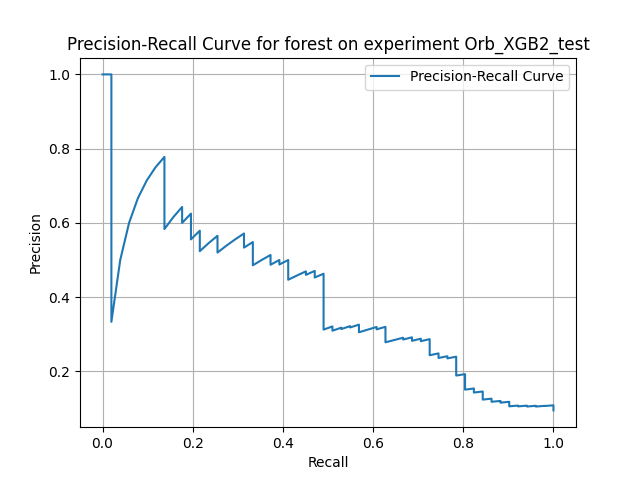 Precision-Recall Curve for forest on experiment Orb_XGB2_test
Precision-Recall Curve
1.0
0.8
0.6
0.4
0.2
Precision
0.0 0.2 0.4 0.6 0.8 1.0
Recall